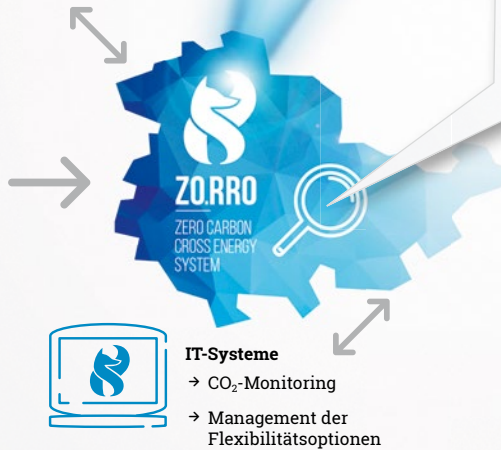 ZO.RRO
ZERO CARBON
CROSS ENERGY
SYSTEM
IT-Systeme
→ CO₂-Monitoring
→ Management der
Flexibilitätsoptionen